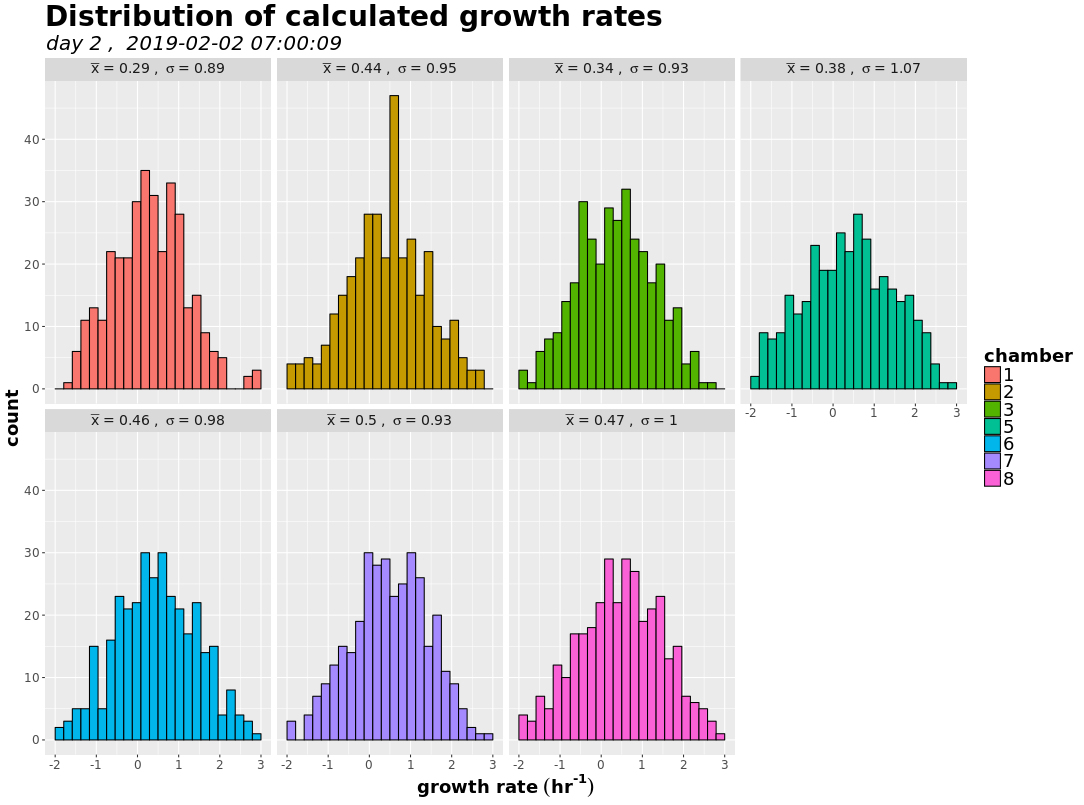 Distribution of calculated growth rates
day 2 ,  2019-02-02 07:00:09
x̅ = 0.29 ,  σ = 0.89
x̅ = 0.44 ,  σ = 0.95
x̅ = 0.34 ,  σ = 0.93
x̅ = 0.38 ,  σ = 1.07
40
30
20
10
0
-2 -1 0 1 2 3
x̅ = 0.46 ,  σ = 0.98
x̅ = 0.5 ,  σ = 0.93
x̅ = 0.47 ,  σ = 1
40
30
20
10
0
-2 -1 0 1 2 3
-2 -1 0 1 2 3
-2 -1 0 1 2 3
count
growth rate (hr⁻¹)
chamber
1
2
3
5
6
7
8